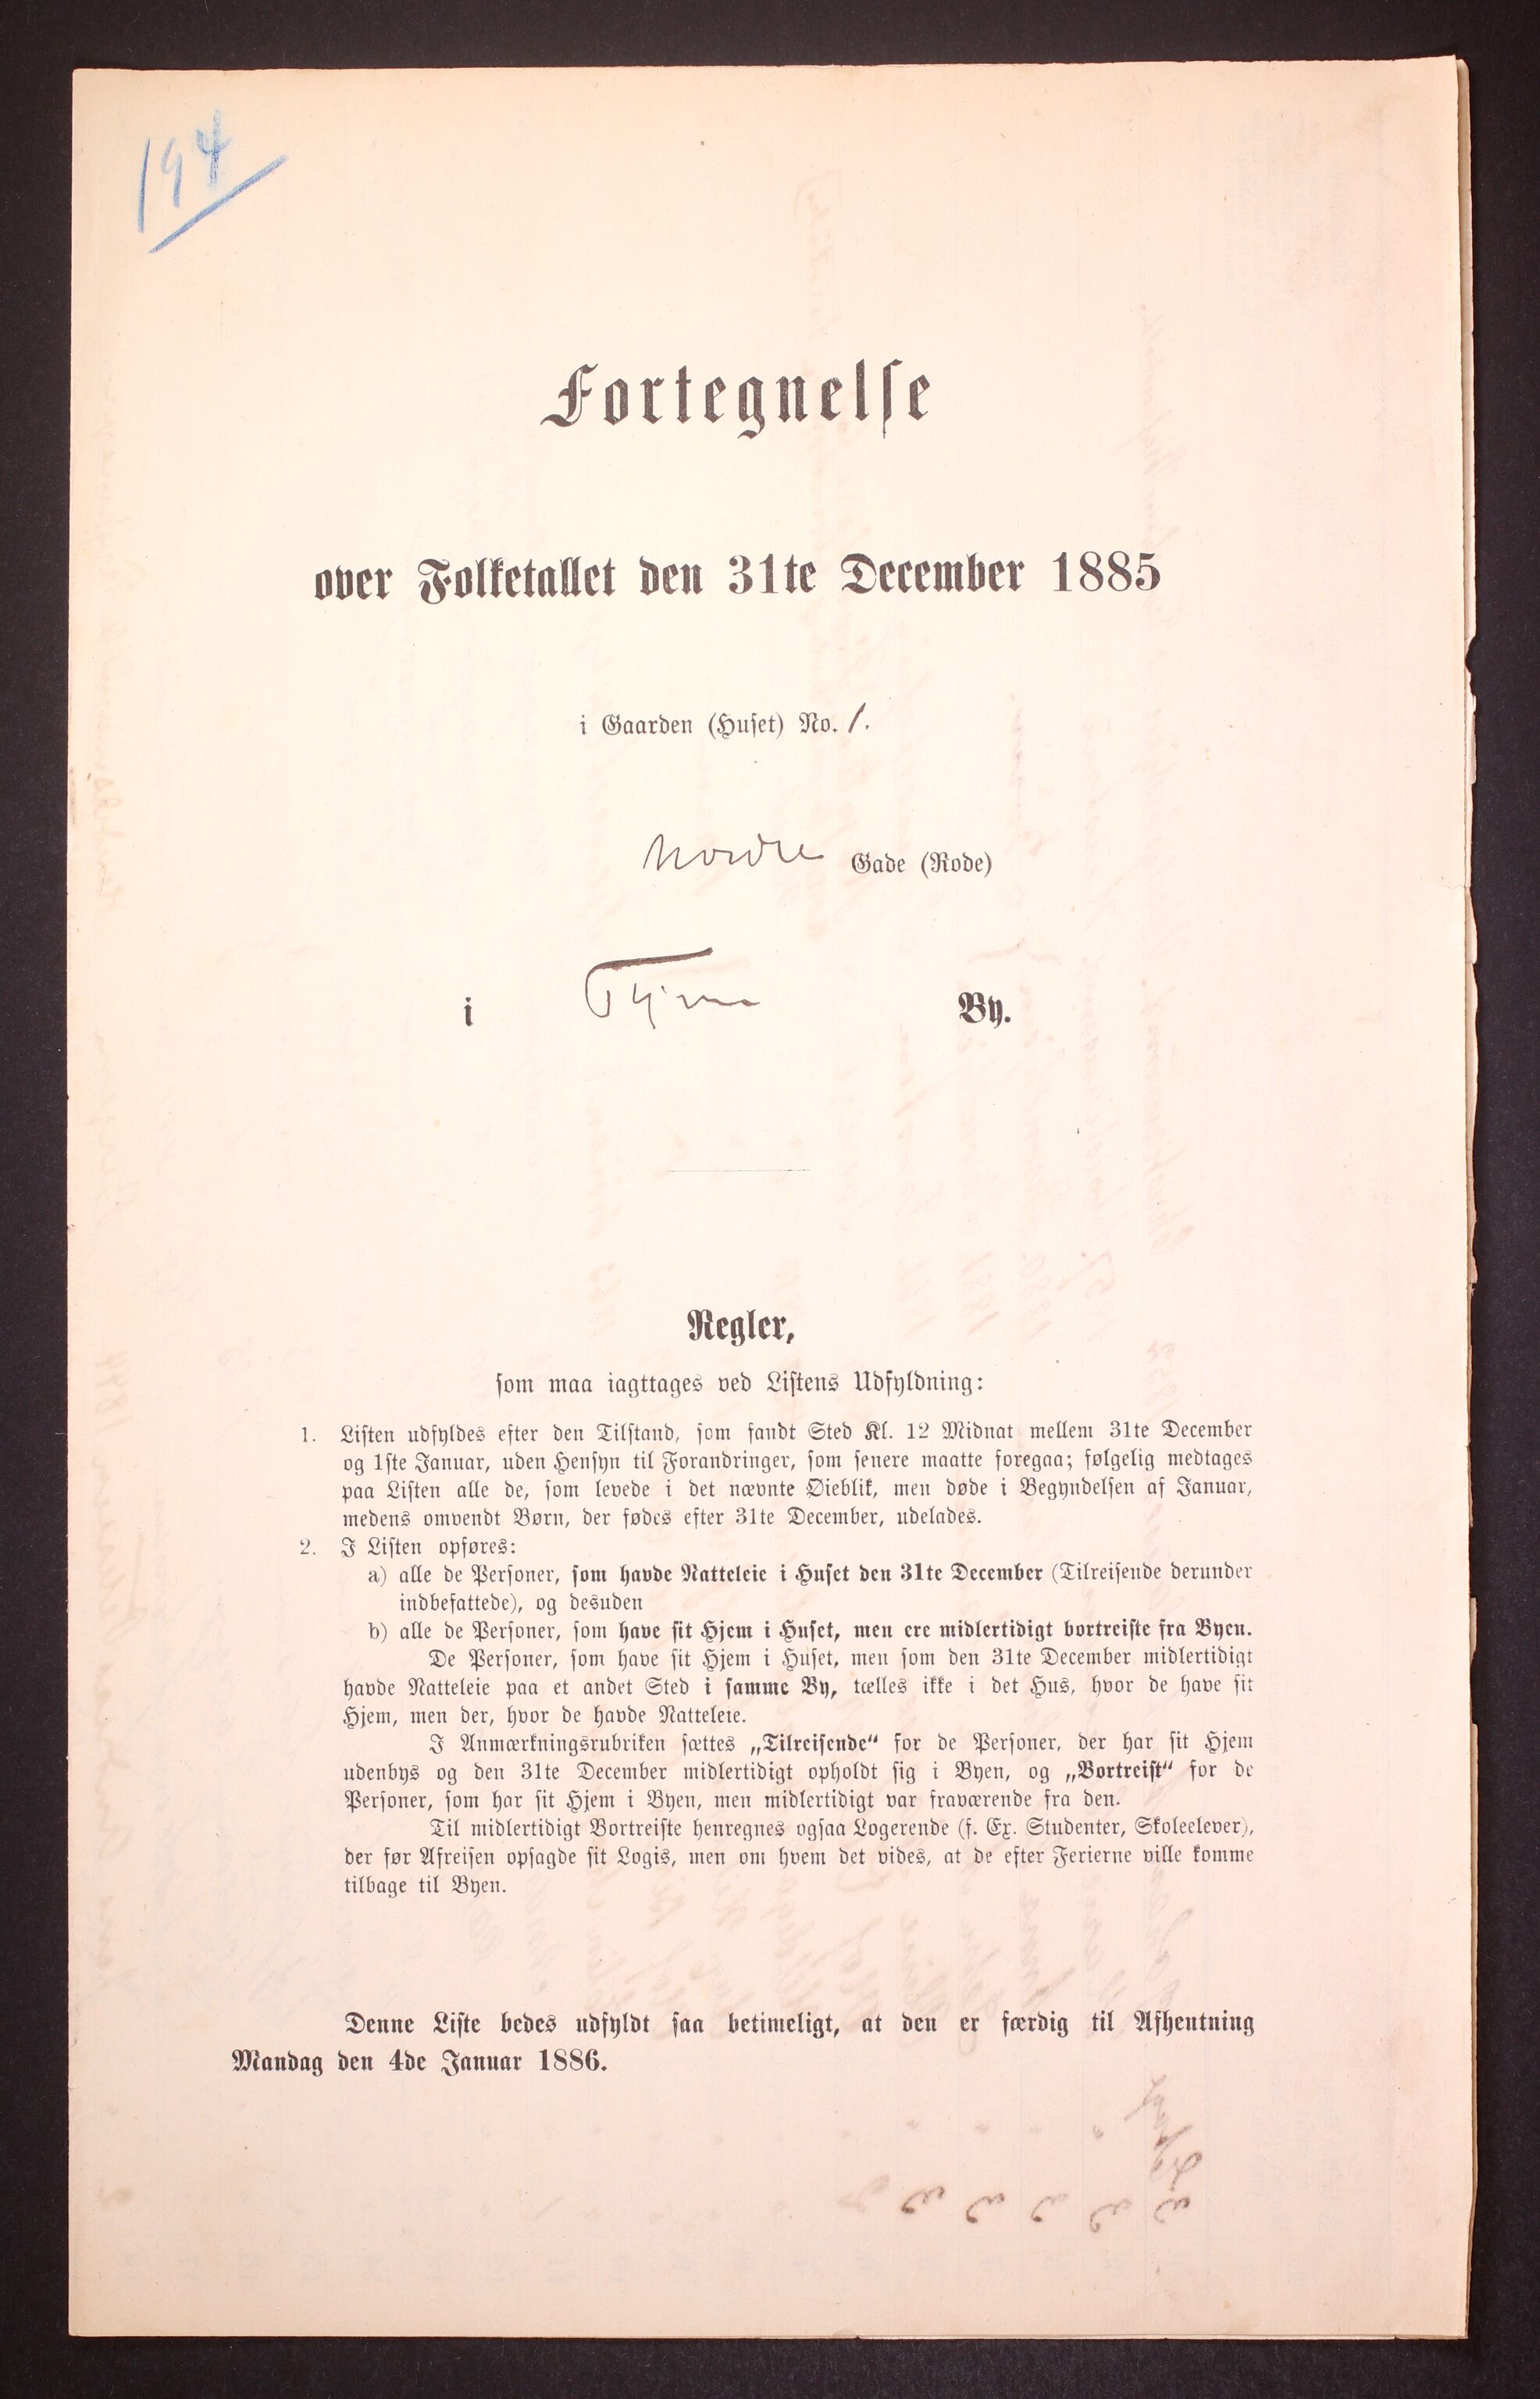 194
Fortegnelse
over Folketallet den 31te December 1885
i Gaarden (Huset) No. 1.
Nordre Gade (Rode)
i By.
Regler,
som maa iagttages ved Listens Udfyldning:
1. Listen udfyldes efter den Tilstand, som fandt Sted Kl. 12 Midnat mellem 31te December
og 1ste Januar, uden Hensyn til Forandringer, som senere maatte foregaa; følgelig medtages
paa Listen alle de, som levede i det nævnte Øieblik, men døde i Begyndelsen af Januar,
medens omvendt Børn, der fødes efter 31te December, udelades.
2. I Listen opføres:
a) alle de Personer, som havde Natteleie i Huset den 31te December (Tilreisende derunder
indbefattede), og desuden
b) alle de Personer, som have sit Hjem i Huset, men ere midlertidigt bortreiste fra Byen.
De Personer, som have sit Hjem i Huset, men som den 31te December midlertidigt
havde Natteleie paa et andet Sted i samme By, tælles ikke i det Hus, hvor de have sit
Hjem, men der, hvor de havde Natteleie.
I Anmærkningsrubriken sættes „Tilreisende“ for de Personer, der har sit Hjem
udenbys og den 31te December midlertidigt opholdt sig i Byen, og „Bortreist“ for de
Personer, som har sit Hjem i Byen, men midlertidigt var fraværende fra den.
Til midlertidigt Bortreiste henregnes ogsaa Logerende (f. Ex. Studenter, Skoleelever),
der før Afreisen opsagde sit Logis, men om hvem det vides, at de efter Ferierne ville komme
tilbage til Byen.
Denne Liste bedes udfyldt saa betimeligt, at den er færdig til Afhentning
Mandag den 4de Januar 1886.